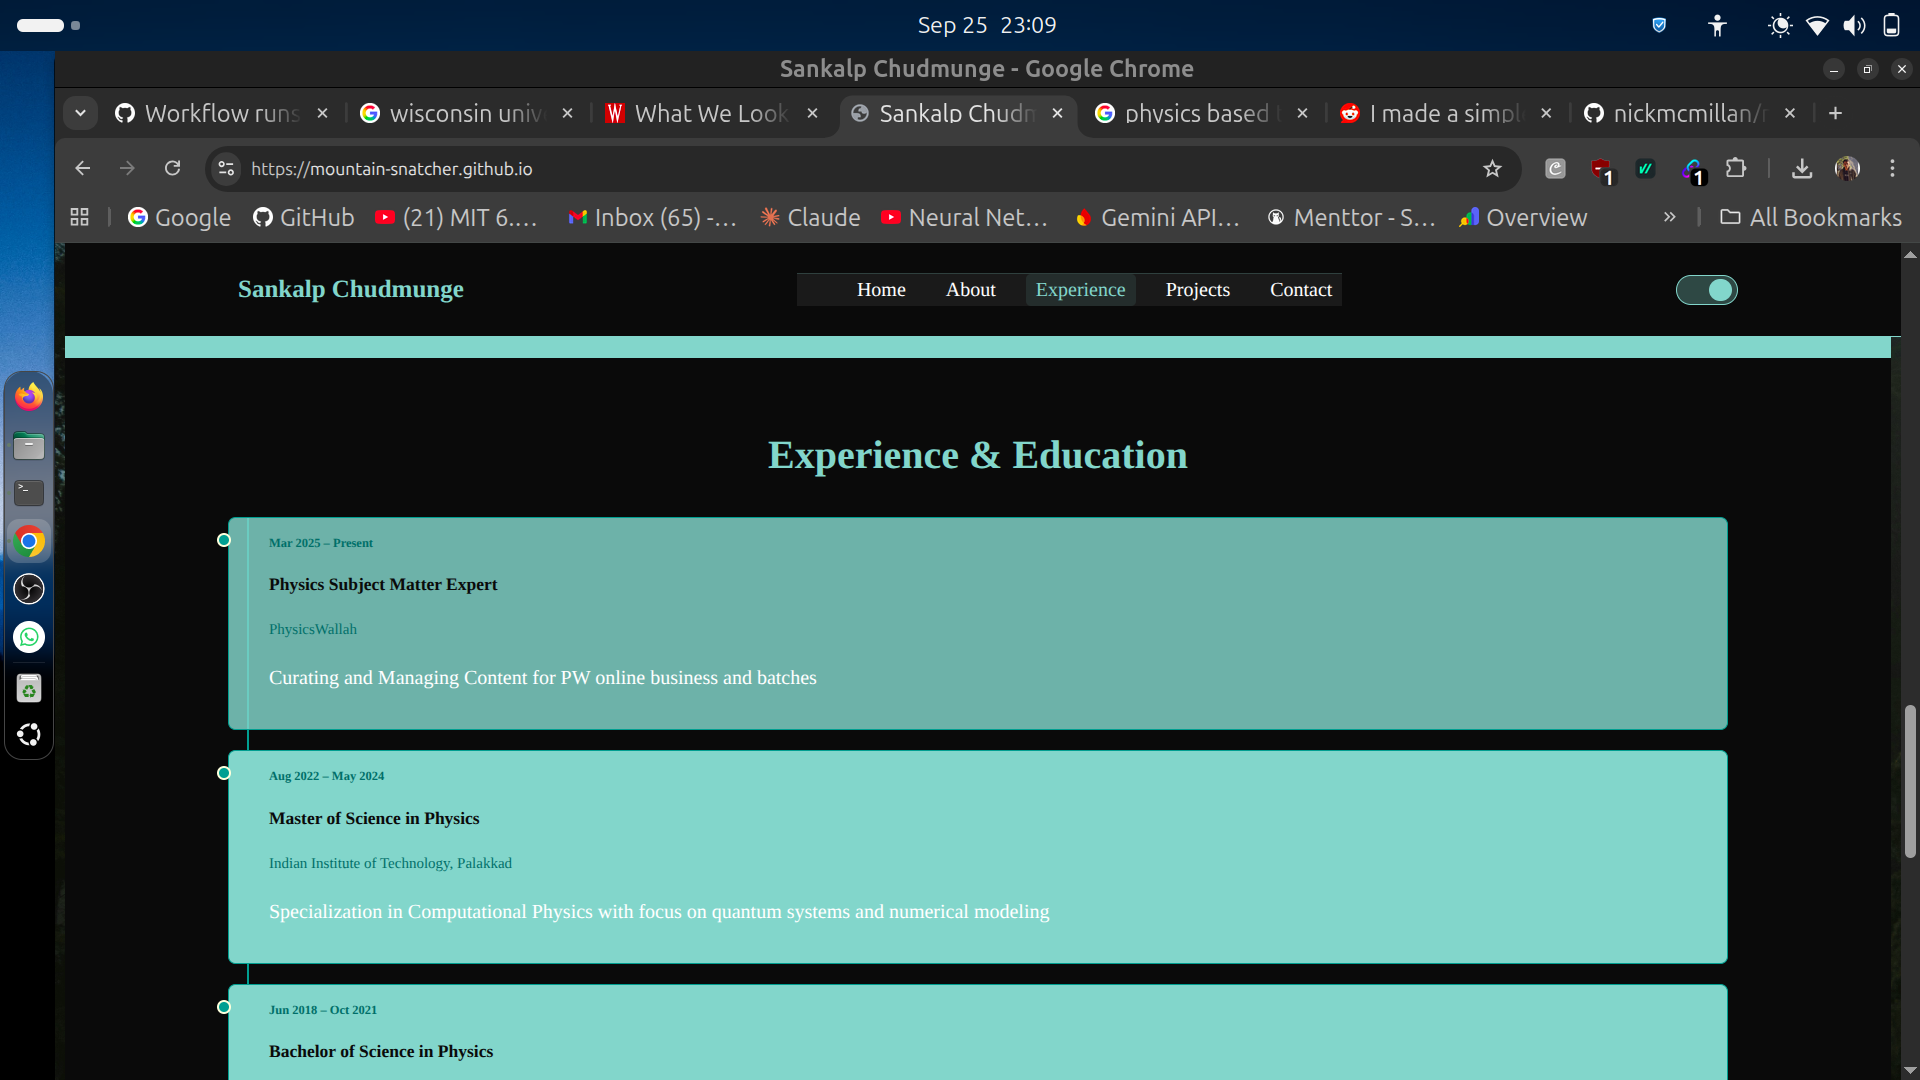 Sep 25 23:09
Sankalp Chudmunge - Google Chrome
Workflow runs
wisconsin univ
What We Look
Sankalp Chudm
physics based
I made a simpl
nickmcmillan/
https://mountain-snatcher.github.io
1
1
Google
GitHub
(21) MIT 6....
Inbox (65) -...
Claude
Neural Net...
Gemini API...
Menttor - S...
Overview
»
All Bookmarks
Sankalp Chudmunge
Home
About
Experience
Projects
Contact
Experience & Education
Mar 2025 – Present
Physics Subject Matter Expert
PhysicsWallah
Curating and Managing Content for PW online business and batches
Aug 2022 – May 2024
Master of Science in Physics
Indian Institute of Technology, Palakkad
Specialization in Computational Physics with focus on quantum systems and numerical modeling
Jun 2018 – Oct 2021
Bachelor of Science in Physics